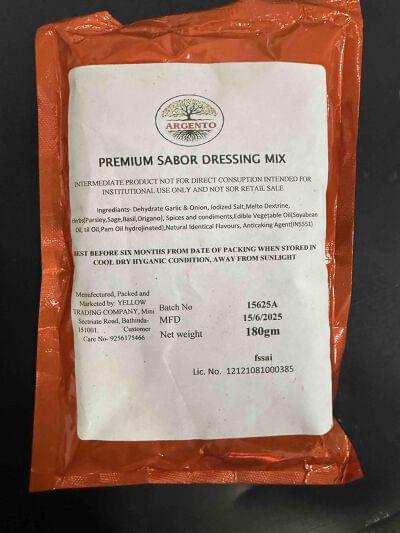 ARGENTO
PREMIUM SABOR DRESSING MIX
INTERMEDIATE PRODUCT NOT FOR DIRECT CONSUPTION INTENDED FOR
INSTITUTIONAL USE ONLY AND NOT SOR RETAIL SALE
Ingrediants- Dehydrate Garlic & Onion, Iodized Salt,Melto Dextrine,
Herbs(Parsley,Sage,Basil,Origano), Spices and condiments,Edible Vegetable Oil(Soyabean
Oil, til Oil,Pam Oil hydrojinated),Natural Identical Flavours, Anticaking Agent(IN5551)
BEST BEFORE SIX MONTHS FROM DATE OF PACKING WHEN STORED IN
COOL DRY HYGANIC CONDITION, AWAY FROM SUNLIGHT
Menufectured, Packed and
Marketed by: YELLOW
TRADING COMPANY, Mini
Sectriate Road, Bathinda-
151001. Customer
Care No- 9256175466
Batch No 15625A
MFD 15/6/2025
Net weight 180gm
fssai
Lic. No. 12121081000385